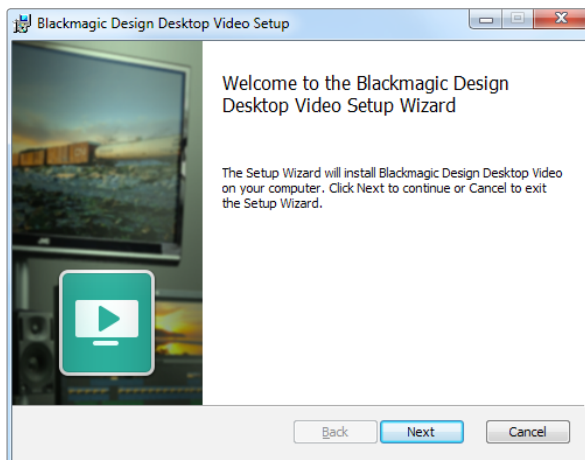 Blackmagic Design Desktop Video Setup
Welcome to the Blackmagic Design
Desktop Video Setup Wizard
The Setup Wizard will install Blackmagic Design Desktop Video
on your computer. Click Next to continue or Cancel to exit
the Setup Wizard.
JVC
Back Next Cancel